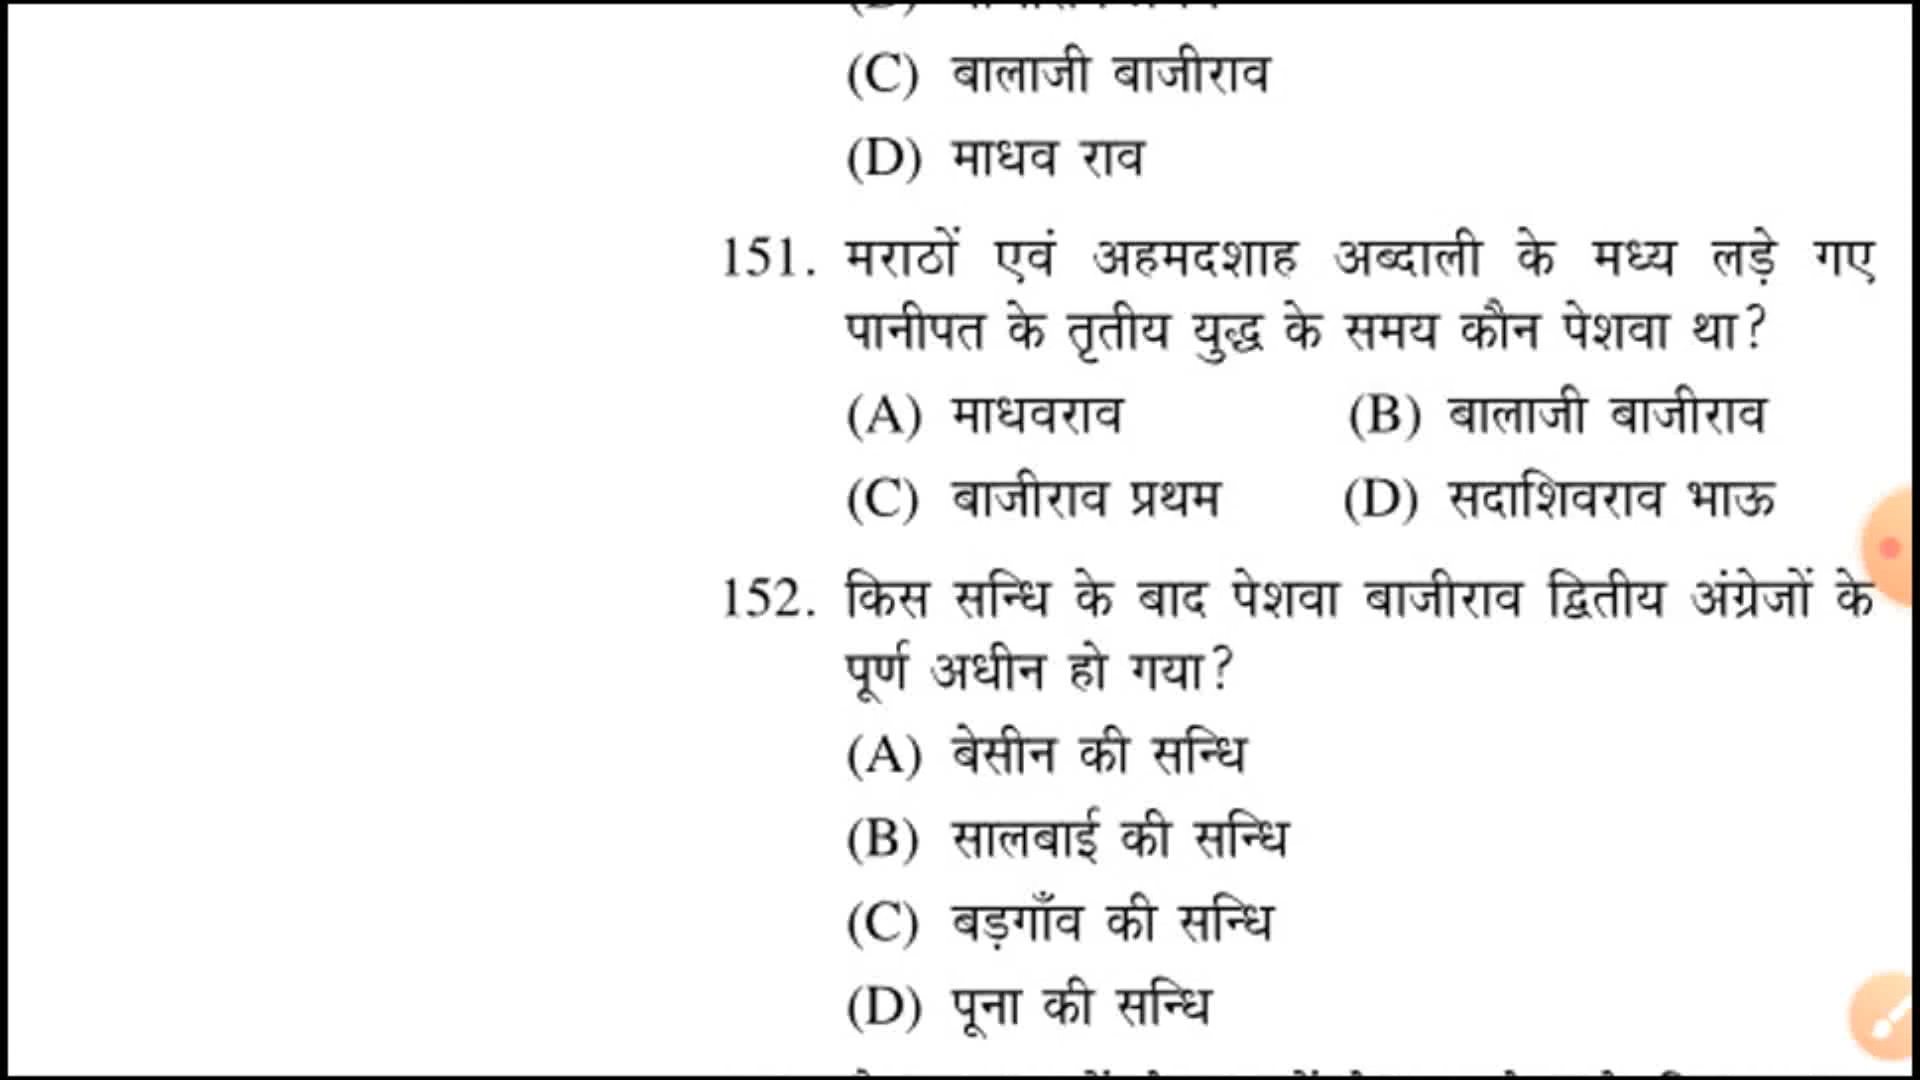 (C) बालाजी बाजीराव
(D) माधव राव
151. मराठों एवं अहमदशाह अब्दाली के मध्य लड़े गए
पानीपत के तृतीय युद्ध के समय कौन पेशवा था?
(A) माधवराव (B) बालाजी बाजीराव
(C) बाजीराव प्रथम (D) सदाशिवराव भाऊ
152. किस सन्धि के बाद पेशवा बाजीराव द्वितीय अंग्रेजों के
पूर्ण अधीन हो गया?
(A) बेसीन की सन्धि
(B) सालबाई की सन्धि
(C) बड़गाँव की सन्धि
(D) पूना की सन्धि